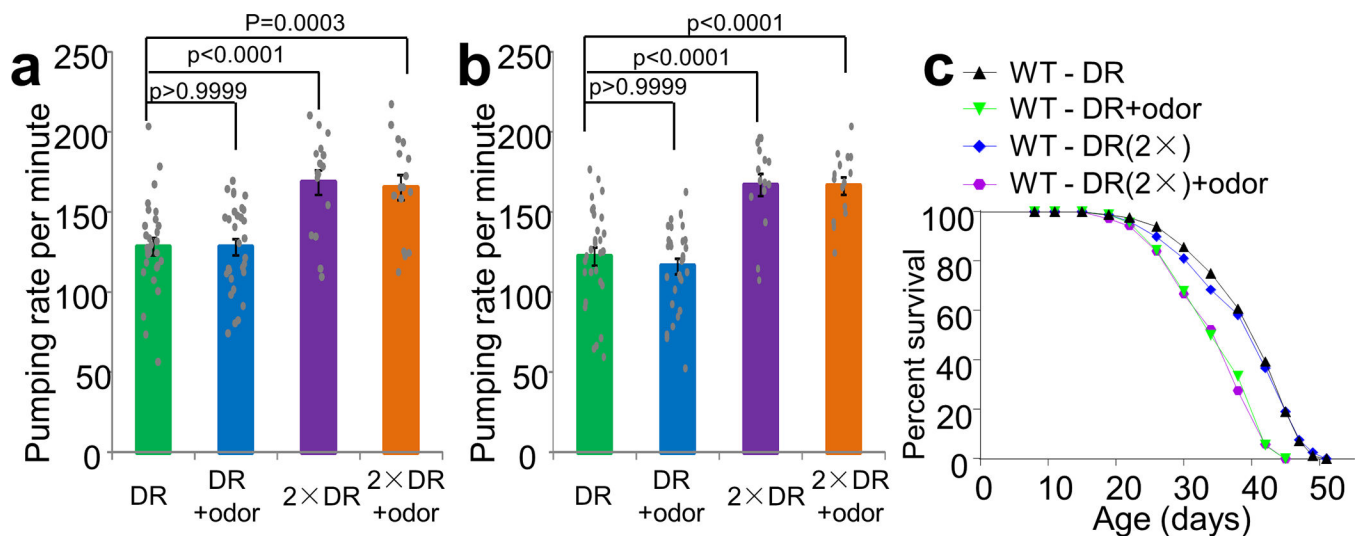 a
P=0.0003
p<0.0001
p>0.9999
Pumping rate per minute
250
200
150
100
50
0
DR
DR
+odor
2×DR
2×DR
+odor
b
p<0.0001
p<0.0001
p>0.9999
Pumping rate per minute
250
200
150
100
50
0
DR
DR
+odor
2×DR
2×DR
+odor
c
WT - DR
WT - DR+odor
WT - DR(2×)
WT - DR(2×)+odor
Percent survival
100
80
60
40
20
0
0 10 20 30 40 50
Age (days)